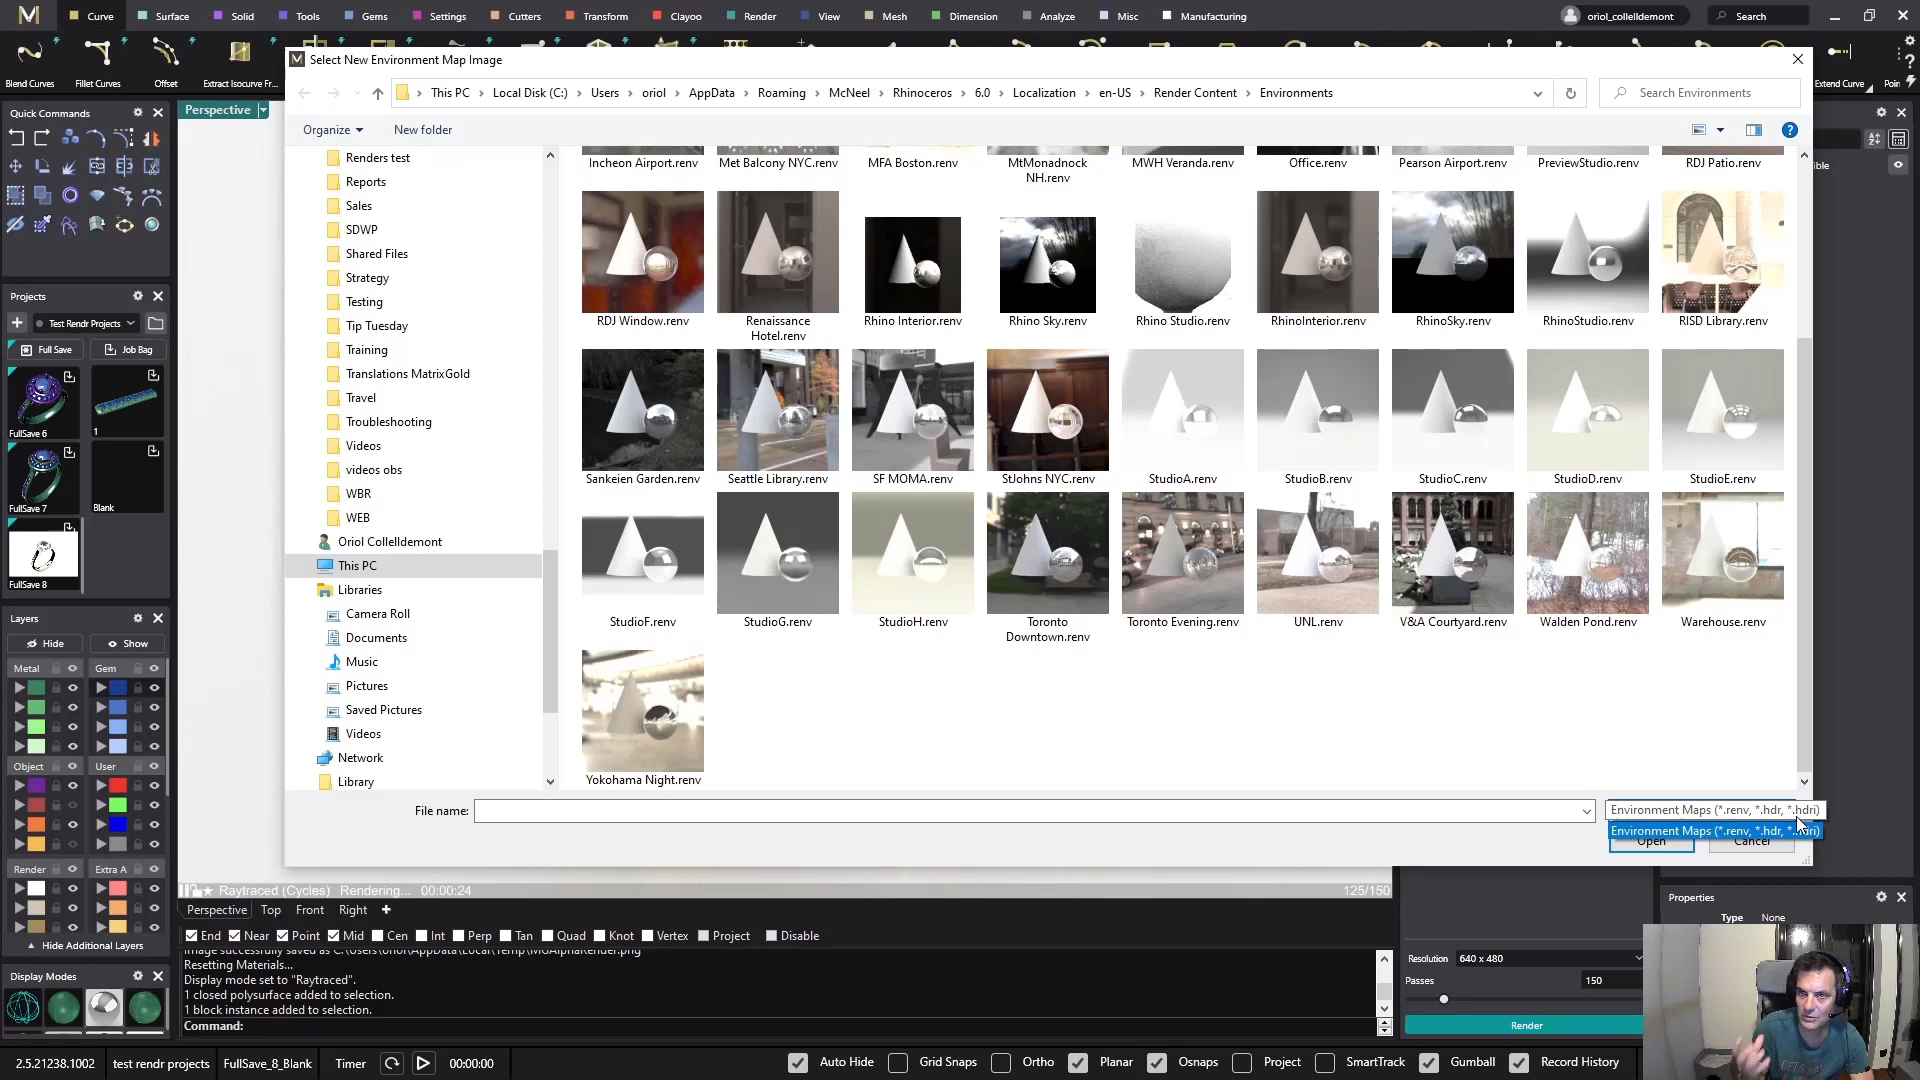 Curve Surface Solid Tools Gems Settings Cutters Transform Clayoo Render View Mesh Dimension Analyze Misc Manufacturing oriol_collelldemont Search
Blend Curves Fillet Curves Offset Extract Isocurve Fr... Extend Curve
Select New Environment Map Image
This PC Local Disk (C:) Users oriol AppData Roaming McNeel Rhinoceros 6.0 Localization en-US Render Content Environments
Search Environments
Organize New folder
Quick Commands
Perspective
Projects
Test Rendr Projects
Full Save Job Bag
FullSave 6 1
FullSave 7 Blank
FullSave 8
Layers
Hide Show
Metal Gem
Object User
Render Extra A
Hide Additional Layers
Display Modes
Renders test
Reports
Sales
SDWP
Shared Files
Strategy
Testing
Tip Tuesday
Training
Translations MatrixGold
Travel
Troubleshooting
Videos
videos obs
WBR
WEB
Oriol Collelldemont
This PC
Libraries
Camera Roll
Documents
Music
Pictures
Saved Pictures
Videos
Network
Library
Incheon Airport.renv Met Balcony NYC.renv MFA Boston.renv MtMonadnock NH.renv MWH Veranda.renv Office.renv Pearson Airport.renv PreviewStudio.renv RDJ Patio.renv
RDJ Window.renv Renaissance Hotel.renv Rhino Interior.renv Rhino Sky.renv Rhino Studio.renv RhinoInterior.renv RhinoSky.renv RhinoStudio.renv RISD Library.renv
Sankeien Garden.renv Seattle Library.renv SF MOMA.renv StJohns NYC.renv StudioA.renv StudioB.renv StudioC.renv StudioD.renv StudioE.renv
StudioF.renv StudioG.renv StudioH.renv Toronto Downtown.renv Toronto Evening.renv UNL.renv V&A Courtyard.renv Walden Pond.renv Warehouse.renv
Yokohama Night.renv
File name:
Environment Maps (*.renv, *.hdr, *.hdri)
Environment Maps (*.renv, *.hdr, *.hdri)
Open Cancel
Raytraced (Cycles) Rendering... 00:00:24 125/150
Perspective Top Front Right
End Near Point Mid Cen Int Perp Tan Quad Knot Vertex Project Disable
Resetting Materials...
Display mode set to "Raytraced".
1 closed polysurface added to selection.
1 block instance added to selection.
Command:
Properties
Type None
Resolution 640 x 480
Passes 150
Render
2.5.21238.1002 test rendr projects FullSave_8_Blank Timer 00:00:00 Auto Hide Grid Snaps Ortho Planar Osnaps Project SmartTrack Gumball Record History